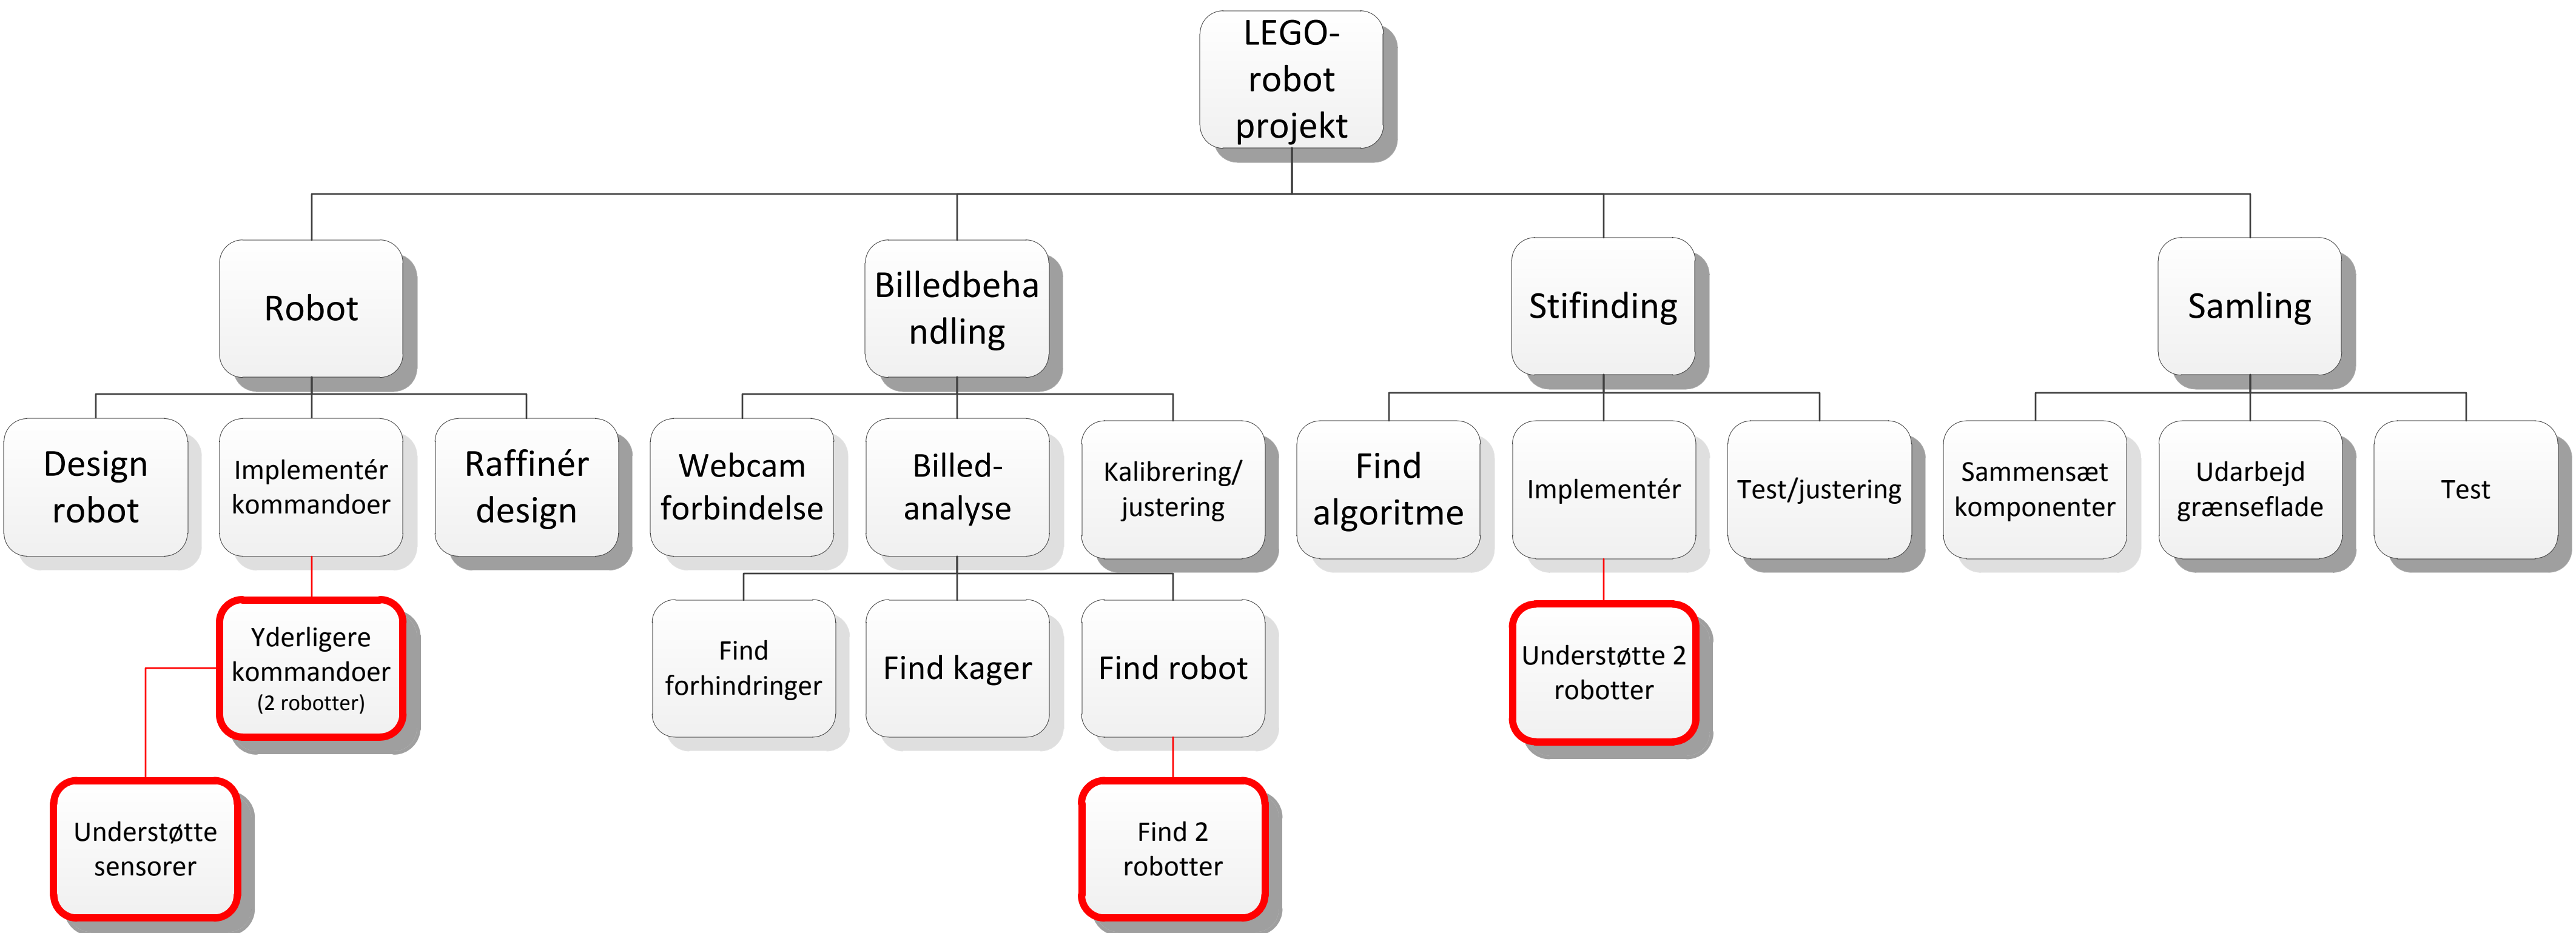 LEGO-
robot
projekt
Robot
Billedbeha
ndling
Stifinding
Samling
Design
robot
Implementér
kommandoer
Raffinér
design
Webcam
forbindelse
Billed-
analyse
Kalibrering/
justering
Find
algoritme
Implementér
Test/justering
Sammensæt
komponenter
Udarbejd
grænseflade
Test
Yderligere
kommandoer
(2 robotter)
Find
forhindringer
Find kager
Find robot
Understøtte 2
robotter
Understøtte
sensorer
Find 2
robotter